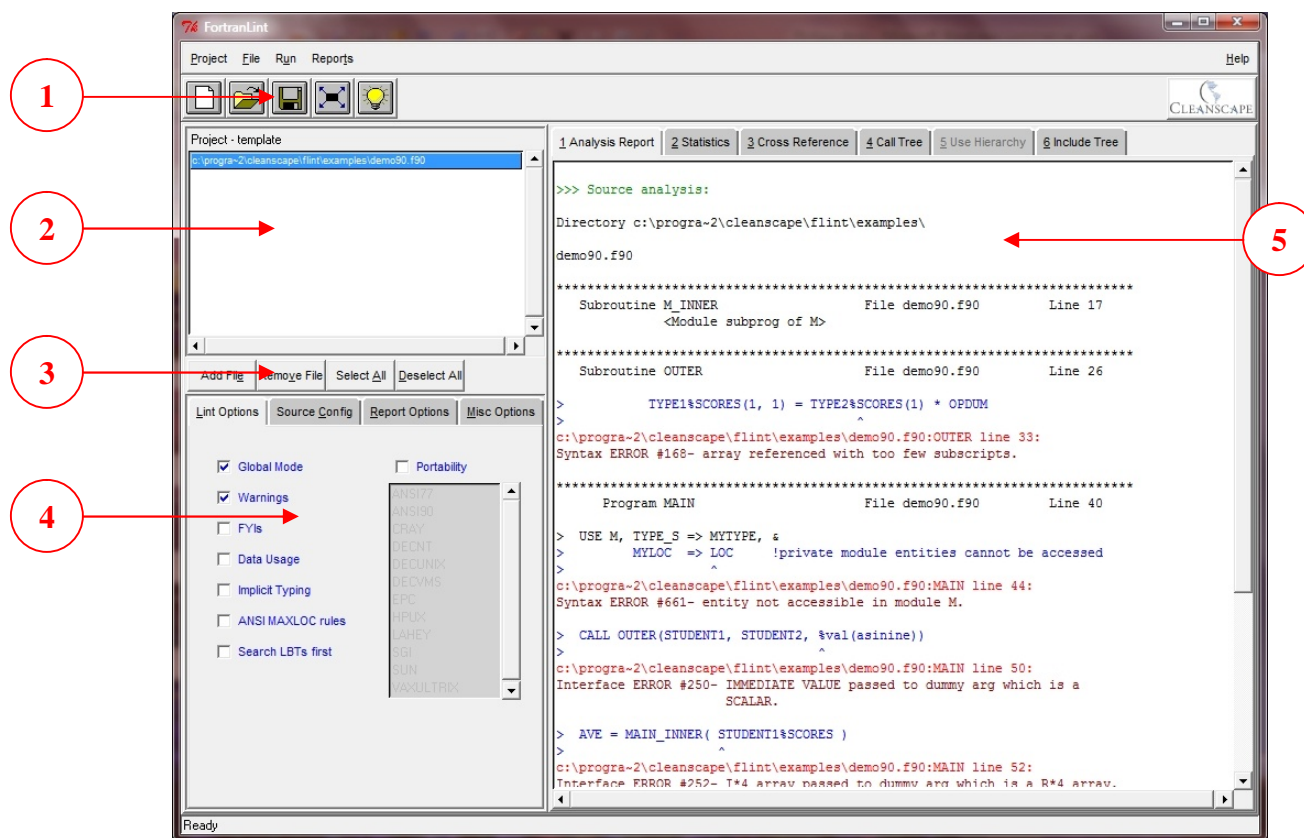 FortranLint
Project File Run Reports Help
CLEANSCAPE
1
Project - template
c:\progra~2\cleanscape\flint\examples\demo90.f90
2
Add File Remove File Select All Deselect All
3
Lint Options Source Config Report Options Misc Options
Global Mode
Warnings
FYIs
Data Usage
Implicit Typing
ANSI MAXLOC rules
Search LBTs first
Portability
ANSI77
ANSI90
CRAY
DECNT
DECUNIX
DECVMS
EPC
HPUX
LAHEY
SGI
SUN
VAXULTRIX
4
1 Analysis Report 2 Statistics 3 Cross Reference 4 Call Tree 5 Use Hierarchy 6 Include Tree
>>> Source analysis:
Directory c:\progra~2\cleanscape\flint\examples\
5
demo90.f90
***************************************************************************
Subroutine M_INNER File demo90.f90 Line 17
<Module subprog of M>
***************************************************************************
Subroutine OUTER File demo90.f90 Line 26
> TYPE1%SCORES(1, 1) = TYPE2%SCORES(1) * OPDUM
> ^
c:\progra~2\cleanscape\flint\examples\demo90.f90:OUTER line 33:
Syntax ERROR #168- array referenced with too few subscripts.
***************************************************************************
Program MAIN File demo90.f90 Line 40
> USE M, TYPE_S => MYTYPE, &
> MYLOC => LOC !private module entities cannot be accessed
> ^
c:\progra~2\cleanscape\flint\examples\demo90.f90:MAIN line 44:
Syntax ERROR #661- entity not accessible in module M.
> CALL OUTER(STUDENT1, STUDENT2, %val(asinine))
> ^
c:\progra~2\cleanscape\flint\examples\demo90.f90:MAIN line 50:
Interface ERROR #250- IMMEDIATE VALUE passed to dummy arg which is a
SCALAR.
> AVE = MAIN_INNER( STUDENT1%SCORES )
> ^
c:\progra~2\cleanscape\flint\examples\demo90.f90:MAIN line 52:
Interface ERROR #252- I*4 array passed to dummy arg which is a R*4 array.
Ready